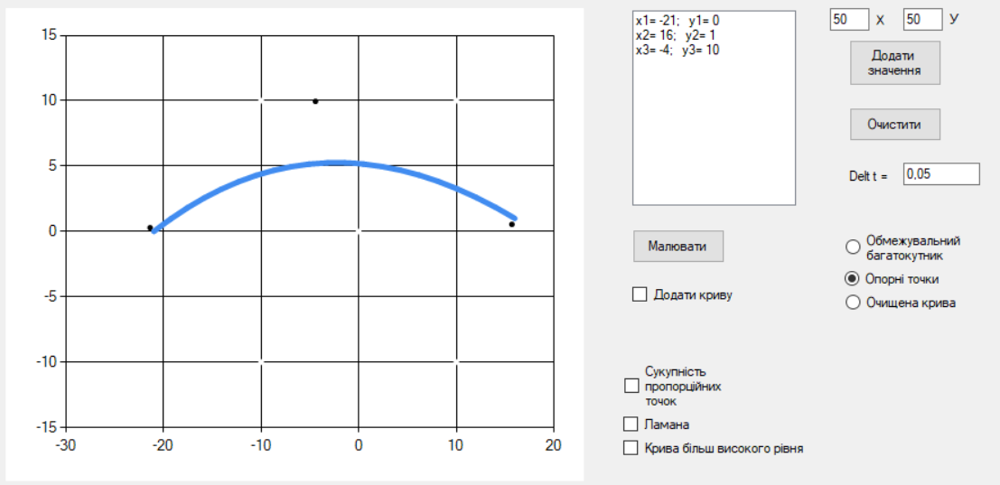 15
10
5
0
-5
-10
-15
-30
-20
-10
0
10
20
x1= -21; y1= 0
x2= 16; y2= 1
x3= -4; y3= 10
50 X 50 У
Додати
значення
Очистити
Delt t = 0,05
Малювати
Додати криву
Обмежувальний
багатокутник
Опорні точки
Очищена крива
Сукупність
пропорційних
точок
Ламана
Крива більш високого рівня